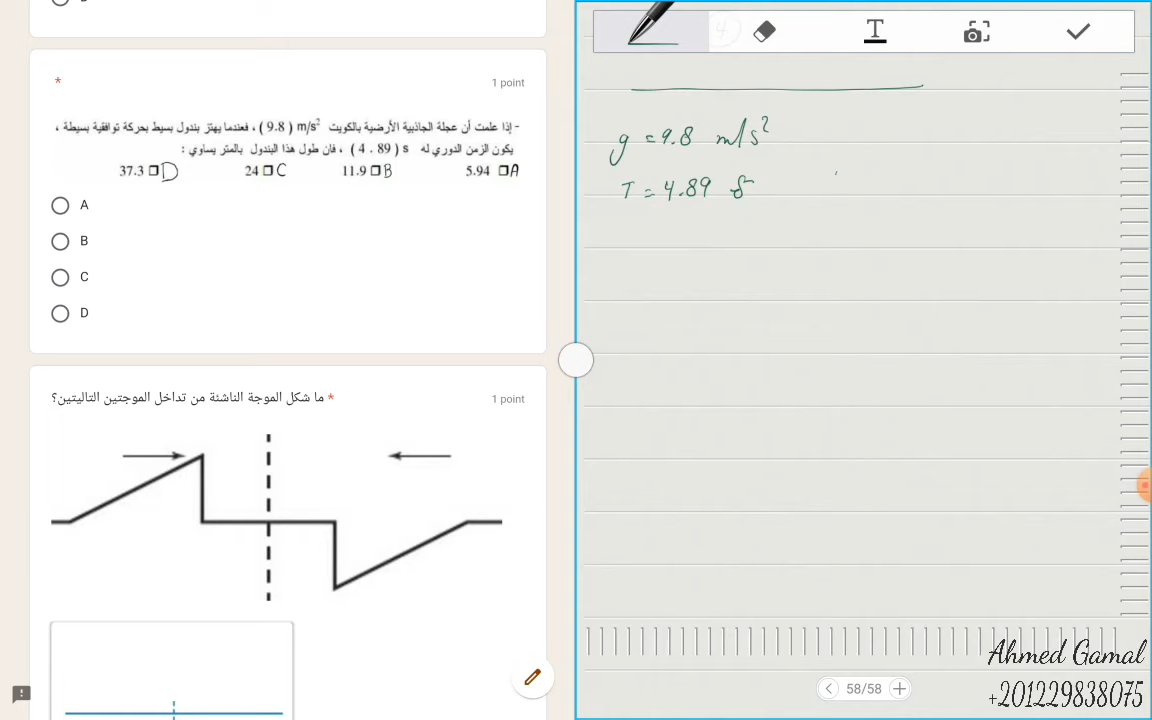 * 1 point
- إذا علمت أن عجلة الجاذبية الأرضية بالكويت m/s² ( 9.8 ) ، فعندما يهتز بندول بسيط بحركة توافقية بسيطة ،
يكون الزمن الدوري له s ( 4 . 89 ) ، فان طول هذا البندول بالمتر يساوي :
5.94 A 11.9 B 24 C 37.3 D
A
B
C
D
ما شكل الموجة الناشئة من تداخل الموجتين التاليتين؟ * 1 point
T
g = 9.8 m/s²
T = 4.89 s
58/58
Ahmed Gamal
+201229838075